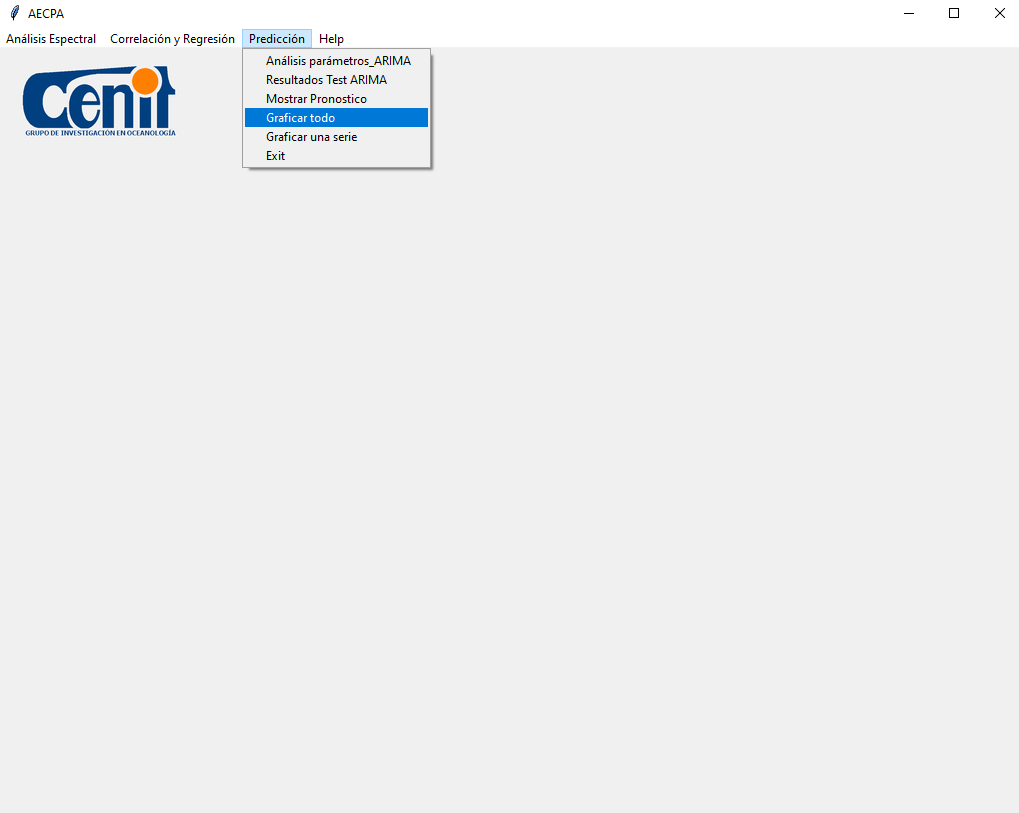 AECPA
Análisis Espectral Correlación y Regresión Predicción Help
Análisis parámetros_ARIMA
Resultados Test ARIMA
Mostrar Pronostico
Graficar todo
Graficar una serie
Exit
cenit
GRUPO DE INVESTIGACIÓN EN OCEANOLOGÍA